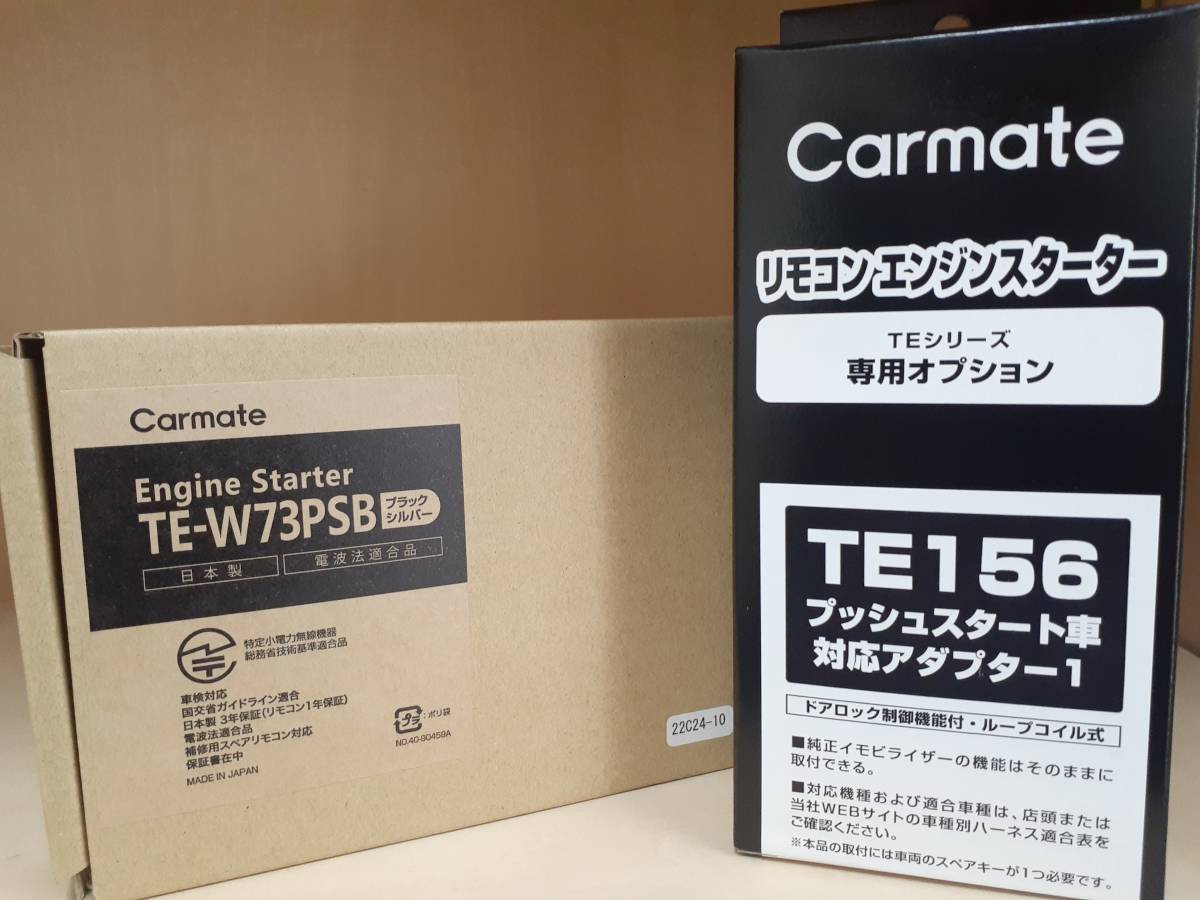 Carmate
Engine Starter
TE-W73PSB
ブラック
シルバー
日本製
電波法適合品
特定小電力無線機器
総務省技術基準適合品
車検対応
国交省ガイドライン適合
日本製 3年保証(リモコン1年保証)
電波法適合品
補修用スペアリモコン対応
保証書在中
MADE IN JAPAN
プラ
:ポリ袋
NO,40-90459A
22C24-10
Carmate
リモコンエンジンスターター
TEシリーズ
専用オプション
TE156
プッシュスタート車
対応アダプター1
ドアロック制御機能付・ループコイル式
■純正イモビライザーの機能はそのままに
取付できる。
■対応機種および適合車種は、店頭または
当社WEBサイトの車種別ハーネス適合表を
ご確認ください。
※本品の取付には車両のスペアキーが1つ必要です。